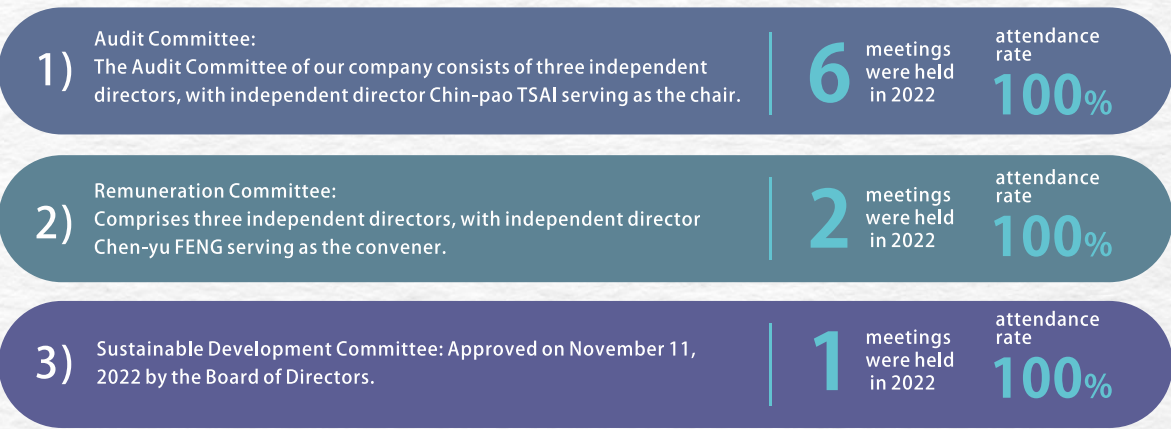 1)
Audit Committee:
The Audit Committee of our company consists of three independent
directors, with independent director Chin-pao TSAI serving as the chair.
6
meetings
were held
in 2022
attendance
rate
100%
2)
Remuneration Committee:
Comprises three independent directors, with independent director
Chen-yu FENG serving as the convener.
2
meetings
were held
in 2022
attendance
rate
100%
3)
Sustainable Development Committee: Approved on November 11,
2022 by the Board of Directors.
1
meetings
were held
in 2022
attendance
rate
100%